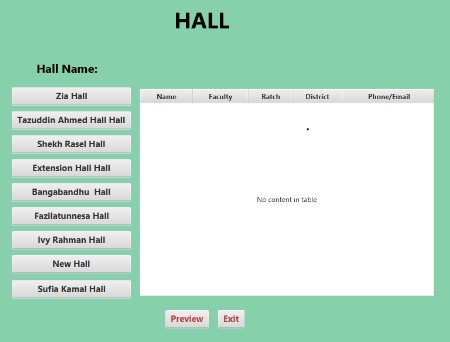 HALL
Hall Name:
Zia Hall
Tazuddin Ahmed Hall Hall
Shekh Rasel Hall
Extension Hall Hall
Bangabandhu  Hall
Fazilatunnesa Hall
Ivy Rahman Hall
New Hall
Sufia Kamal Hall
Name Faculty Batch District Phone/Email
No content in table
Preview Exit